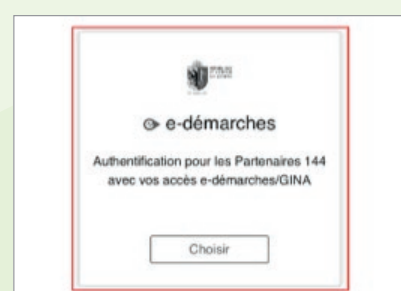 e-démarches
Authentification pour les Partenaires 144
avec vos accès e-démarches/GINA
Choisir